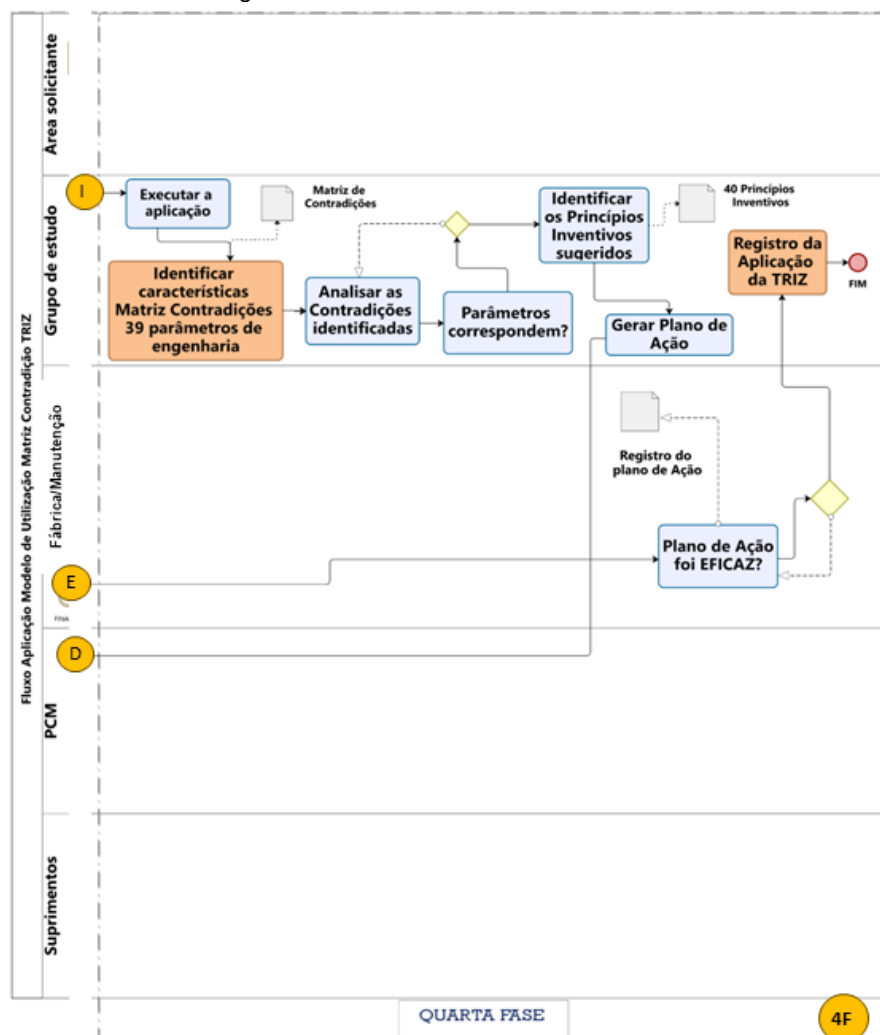 Fluxo Aplicação Modelo de Utilização Matriz Contradição TRIZ
Área solicitante
Grupo de estudo
I
Executar a
aplicação
Matriz de
Contradições
Identificar
características
Matriz Contradições
39 parâmetros de
engenharia
Analisar as
Contradições
identificadas
Parâmetros
correspondem?
Identificar
os Princípios
Inventivos
sugeridos
40 Princípios
Inventivos
Gerar Plano de
Ação
Registro da
Aplicação
da TRIZ
FIM
Fábrica/Manutenção
Registro do
plano de Ação
Plano de Ação
foi EFICAZ?
E
FINA
D
PCM
Suprimentos
QUARTA FASE
4F